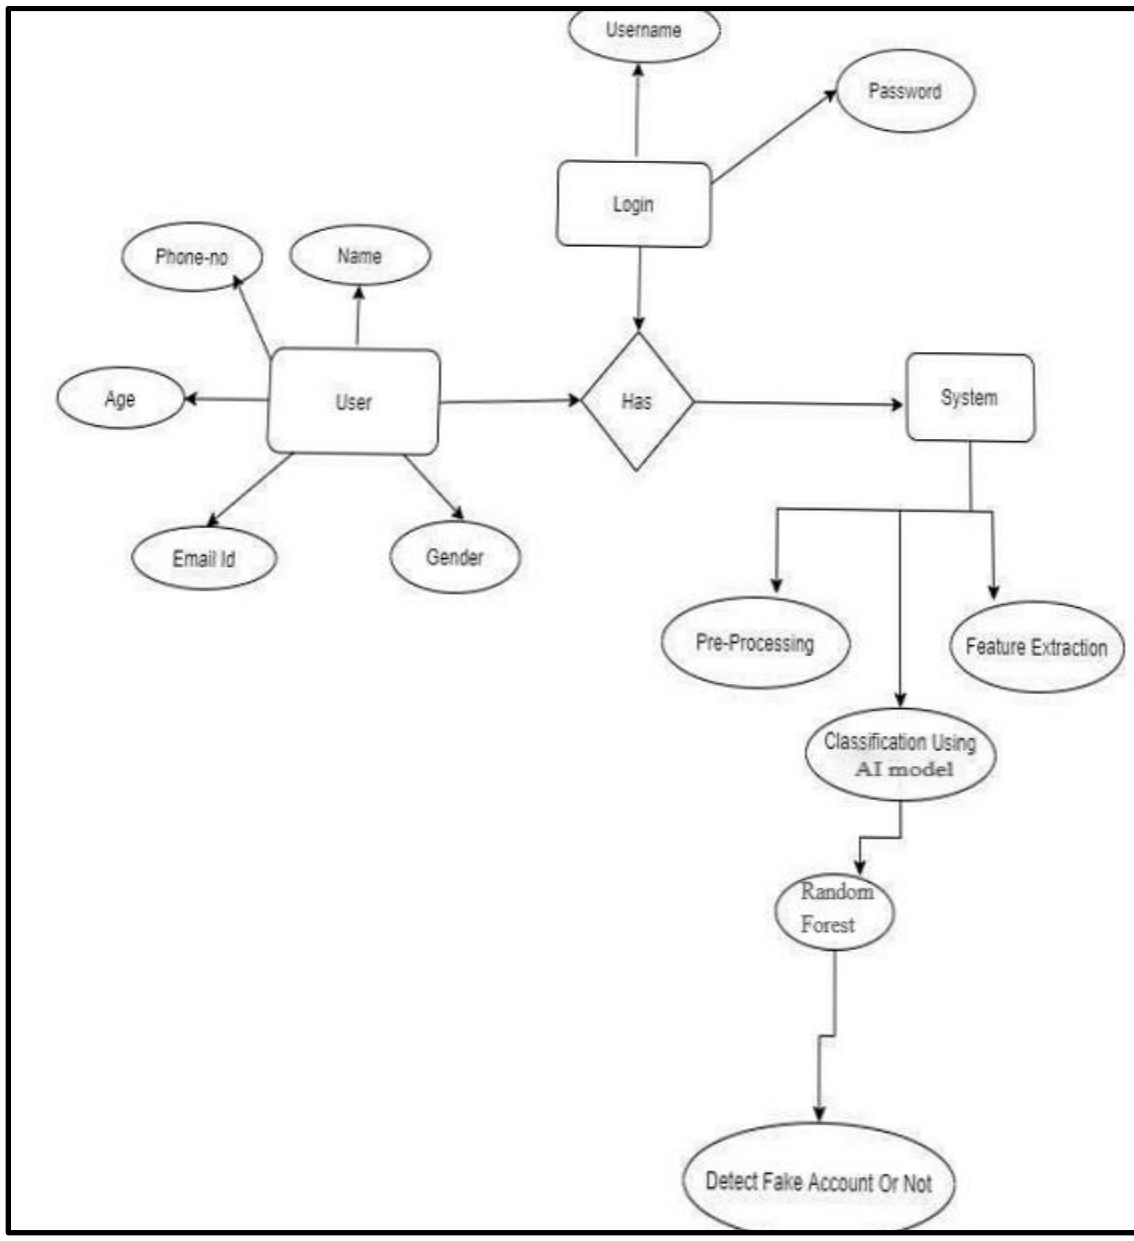 Username
Password
Login
Phone-no
Name
Age
User
Has
System
Email Id
Gender
Pre-Processing
Feature Extraction
Classification Using
AI model
Random
Forest
Detect Fake Account Or Not